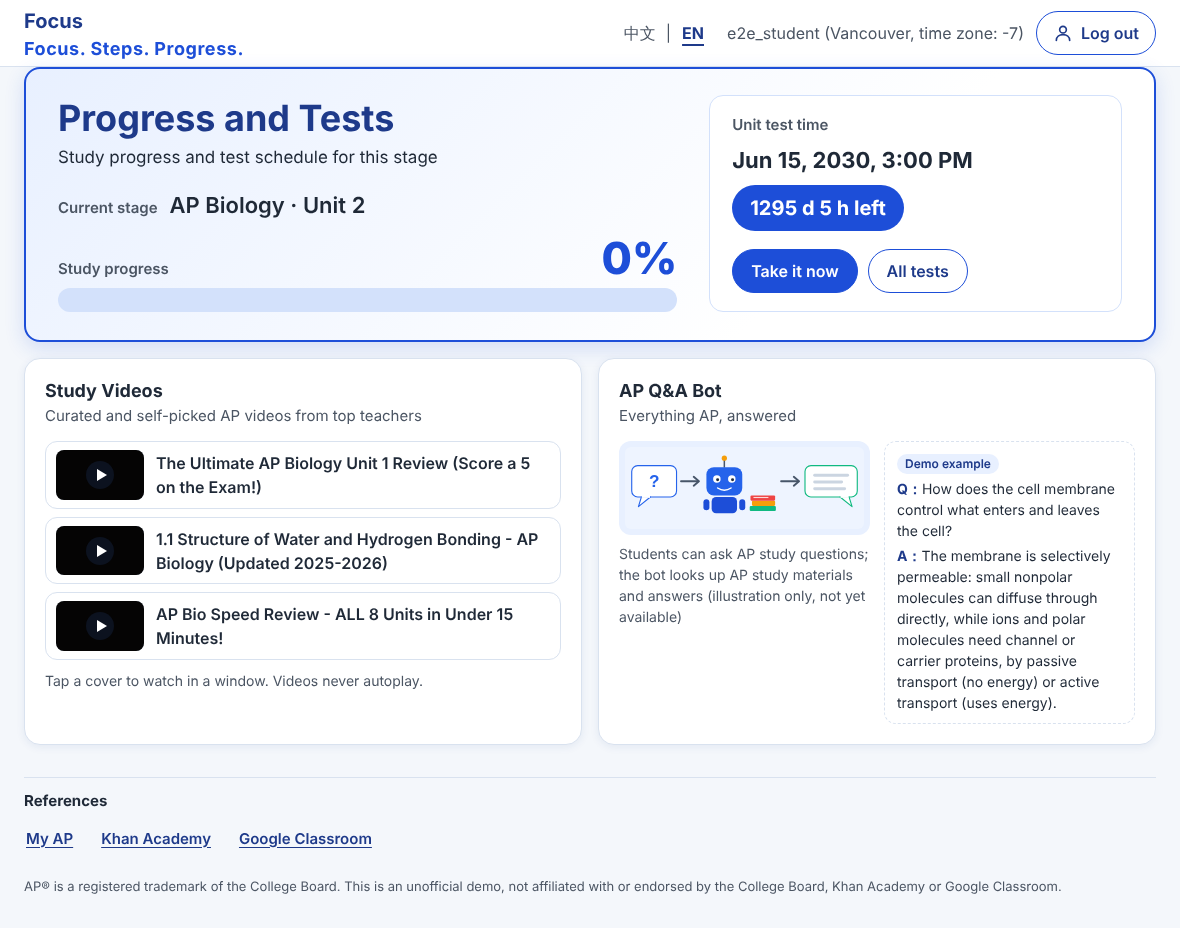 Focus
Focus. Steps. Progress.
中文 | EN
e2e_student (Vancouver, time zone: -7)
Log out
Progress and Tests
Study progress and test schedule for this stage
Current stage AP Biology · Unit 2
Study progress
0%
Unit test time
Jun 15, 2030, 3:00 PM
1295 d 5 h left
Take it now
All tests
Study Videos
Curated and self-picked AP videos from top teachers
The Ultimate AP Biology Unit 1 Review (Score a 5
on the Exam!)
1.1 Structure of Water and Hydrogen Bonding - AP
Biology (Updated 2025-2026)
AP Bio Speed Review - ALL 8 Units in Under 15
Minutes!
Tap a cover to watch in a window. Videos never autoplay.
AP Q&A Bot
Everything AP, answered
?
Students can ask AP study questions;
the bot looks up AP study materials
and answers (illustration only, not yet
available)
Demo example
Q：How does the cell membrane
control what enters and leaves
the cell?
A：The membrane is selectively
permeable: small nonpolar
molecules can diffuse through
directly, while ions and polar
molecules need channel or
carrier proteins, by passive
transport (no energy) or active
transport (uses energy).
References
My AP
Khan Academy
Google Classroom
AP® is a registered trademark of the College Board. This is an unofficial demo, not affiliated with or endorsed by the College Board, Khan Academy or Google Classroom.